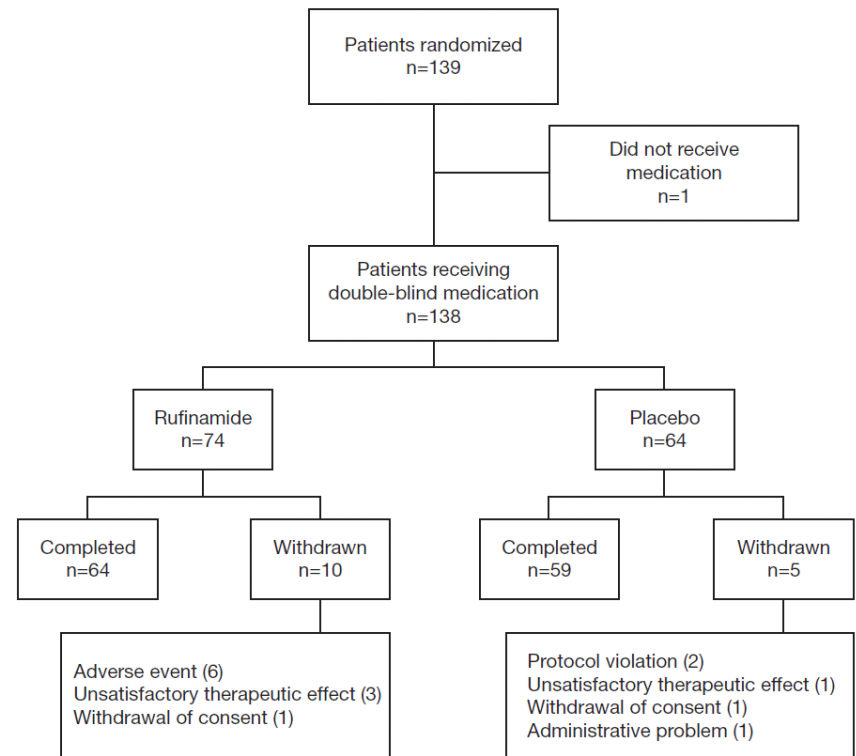 Patients randomized
n=139
Did not receive
medication
n=1
Patients receiving
double-blind medication
n=138
Rufinamide
n=74
Placebo
n=64
Completed
n=64
Withdrawn
n=10
Completed
n=59
Withdrawn
n=5
Adverse event (6)
Unsatisfactory therapeutic effect (3)
Withdrawal of consent (1)
Protocol violation (2)
Unsatisfactory therapeutic effect (1)
Withdrawal of consent (1)
Administrative problem (1)